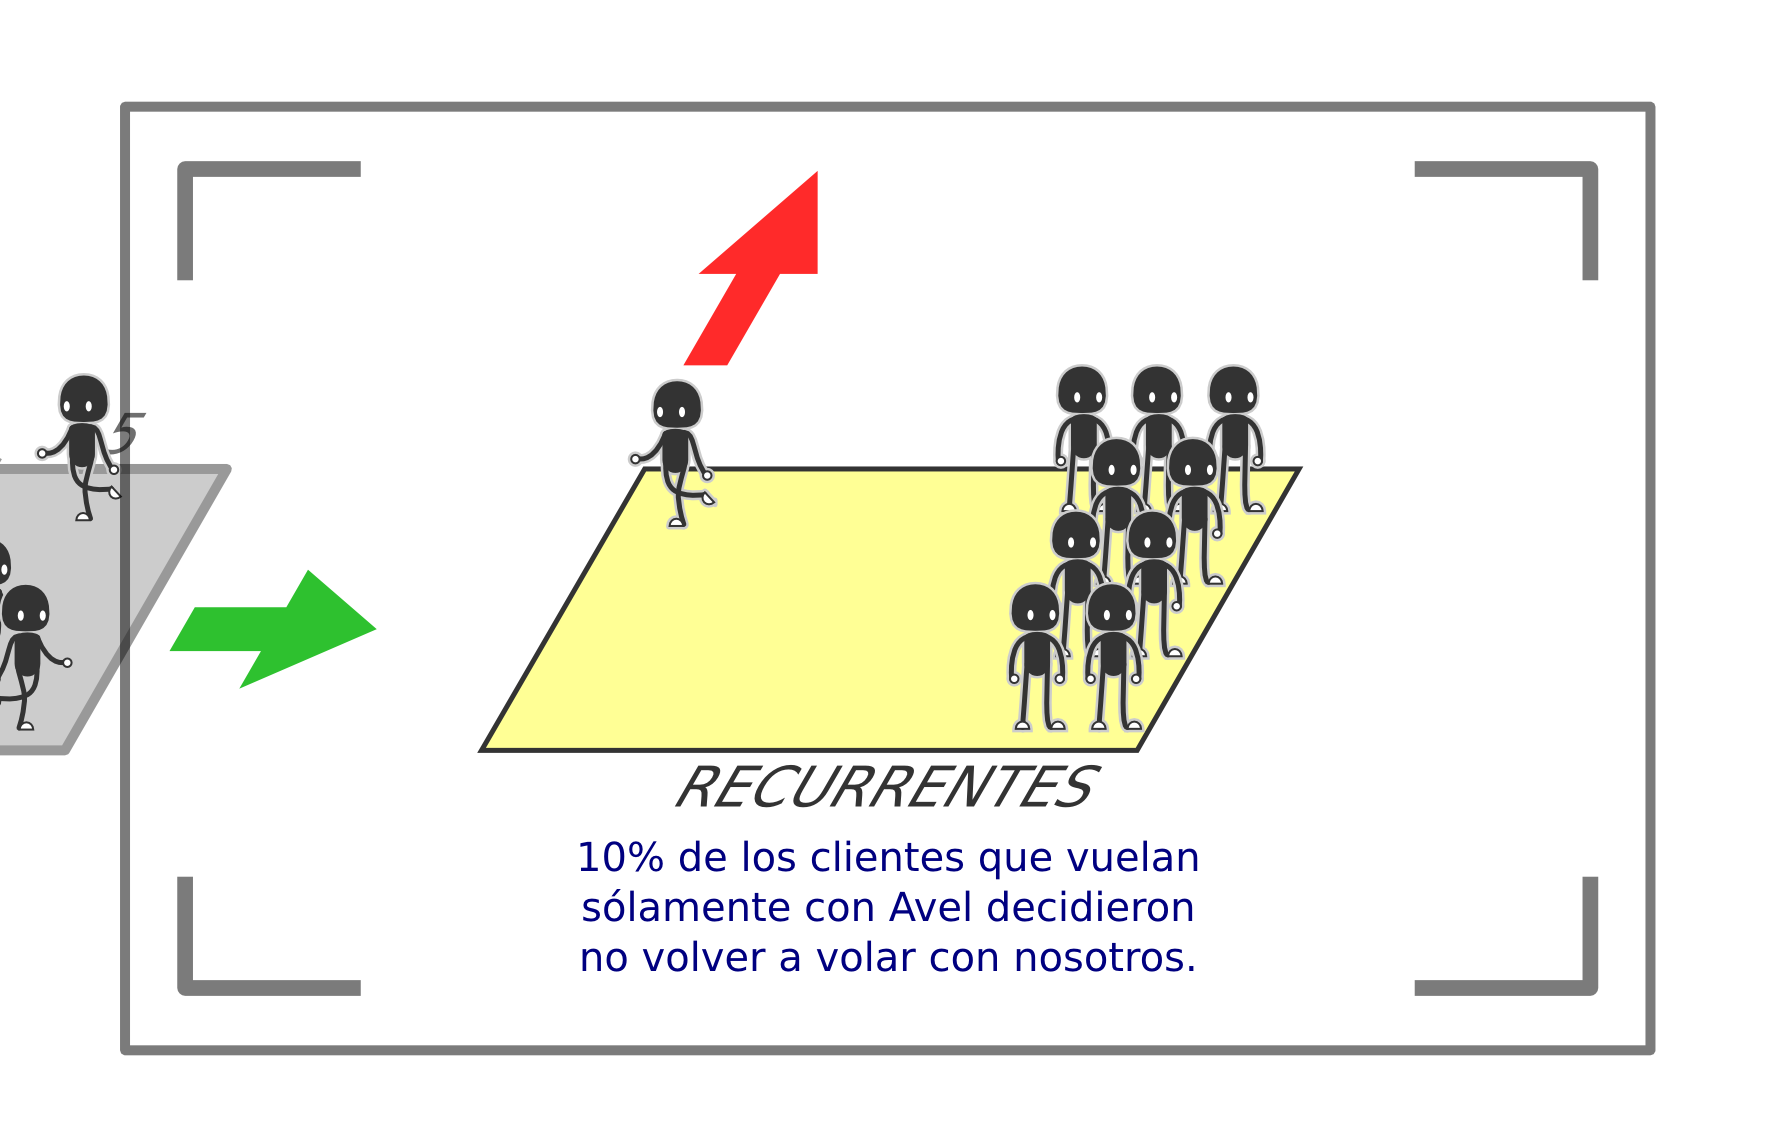 5
RECURRENTES
10% de los clientes que vuelan
sólamente con Avel decidieron
no volver a volar con nosotros.